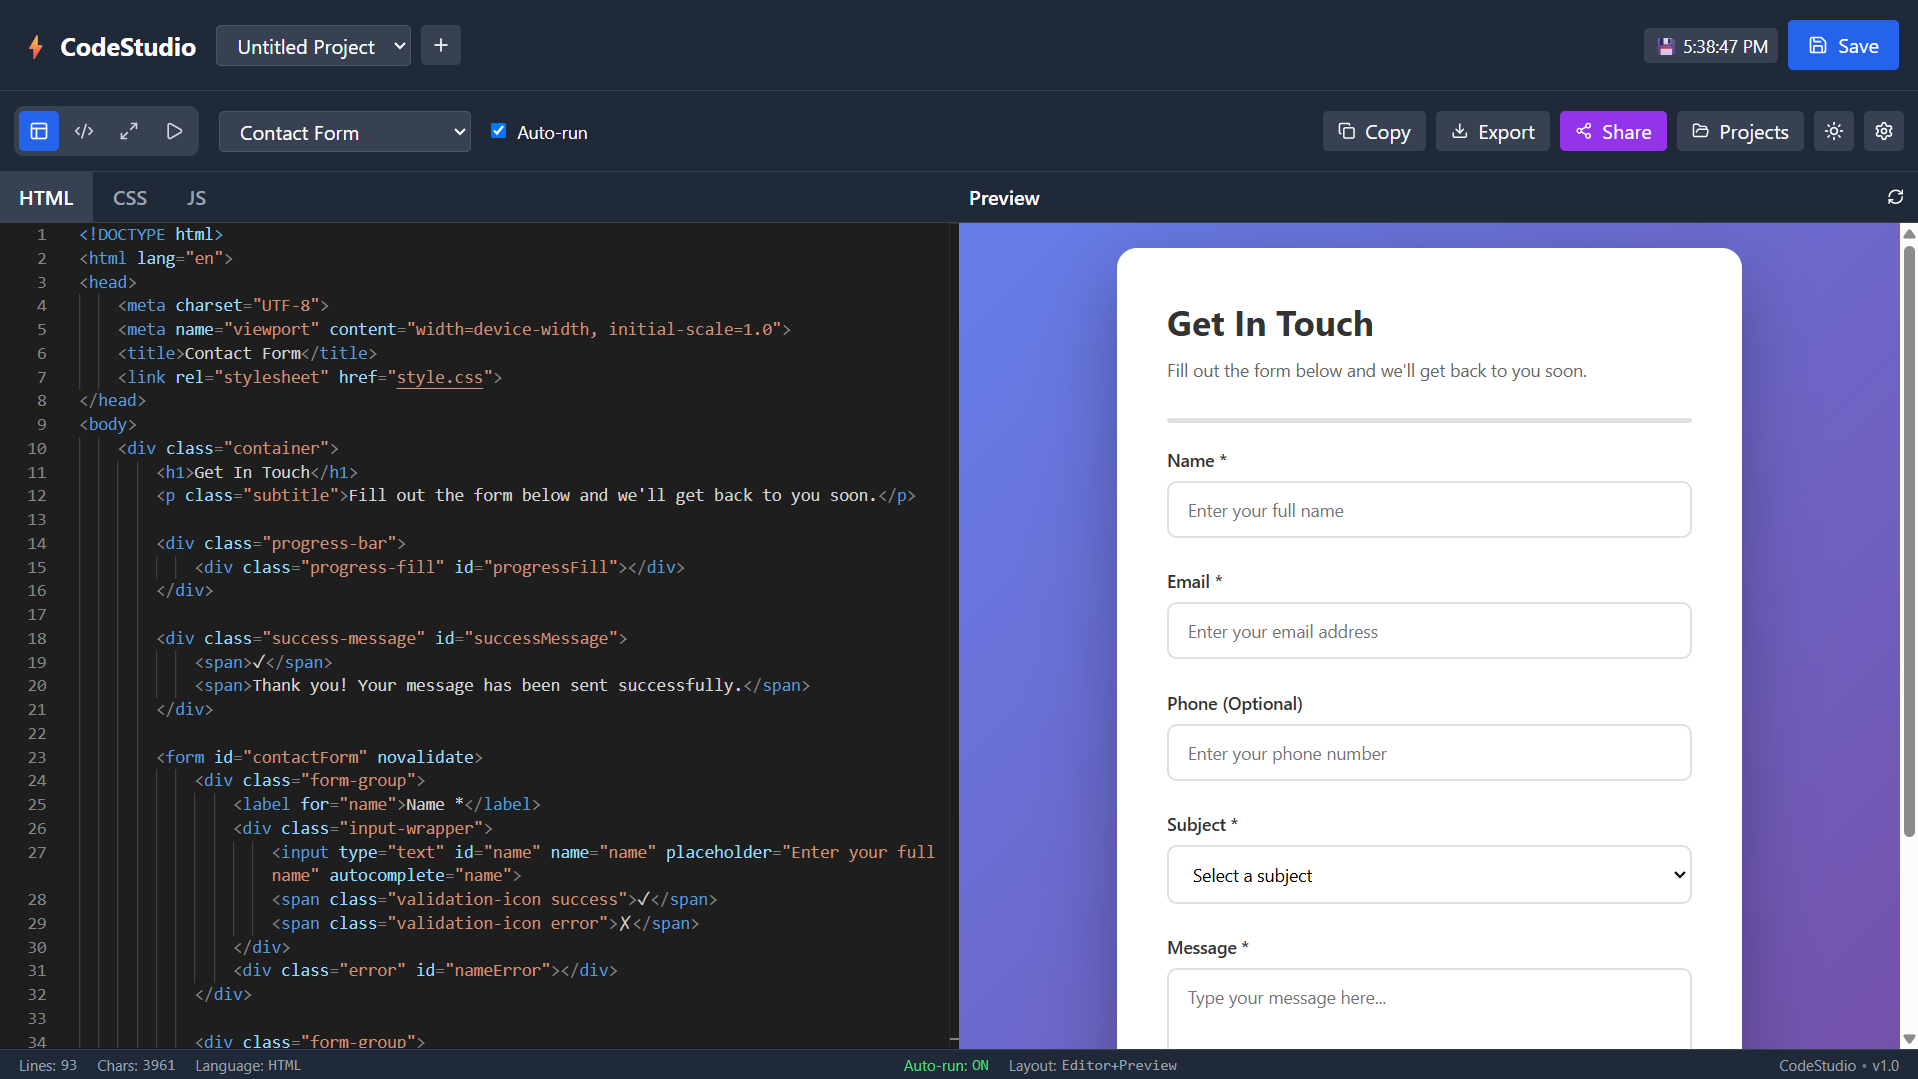 CodeStudio
Untitled Project
+
5:38:47 PM
Save
Contact Form
Auto-run
Copy
Export
Share
Projects
HTML
CSS
JS
Preview
1 <!DOCTYPE html>
2 <html lang="en">
3 <head>
4 <meta charset="UTF-8">
5 <meta name="viewport" content="width=device-width, initial-scale=1.0">
6 <title>Contact Form</title>
7 <link rel="stylesheet" href="style.css">
8 </head>
9 <body>
10 <div class="container">
11 <h1>Get In Touch</h1>
12 <p class="subtitle">Fill out the form below and we'll get back to you soon.</p>
13
14 <div class="progress-bar">
15 <div class="progress-fill" id="progressFill"></div>
16 </div>
17
18 <div class="success-message" id="successMessage">
19 <span>✓</span>
20 <span>Thank you! Your message has been sent successfully.</span>
21 </div>
22
23 <form id="contactForm" novalidate>
24 <div class="form-group">
25 <label for="name">Name *</label>
26 <div class="input-wrapper">
27 <input type="text" id="name" name="name" placeholder="Enter your full
name" autocomplete="name">
28 <span class="validation-icon success">✓</span>
29 <span class="validation-icon error">✗</span>
30 </div>
31 <div class="error" id="nameError"></div>
32 </div>
33
34 <div class="form-group">
Get In Touch
Fill out the form below and we'll get back to you soon.
Name *
Enter your full name
Email *
Enter your email address
Phone (Optional)
Enter your phone number
Subject *
Select a subject
Message *
Type your message here...
Lines: 93
Chars: 3961
Language: HTML
Auto-run: ON
Layout: Editor+Preview
CodeStudio • v1.0